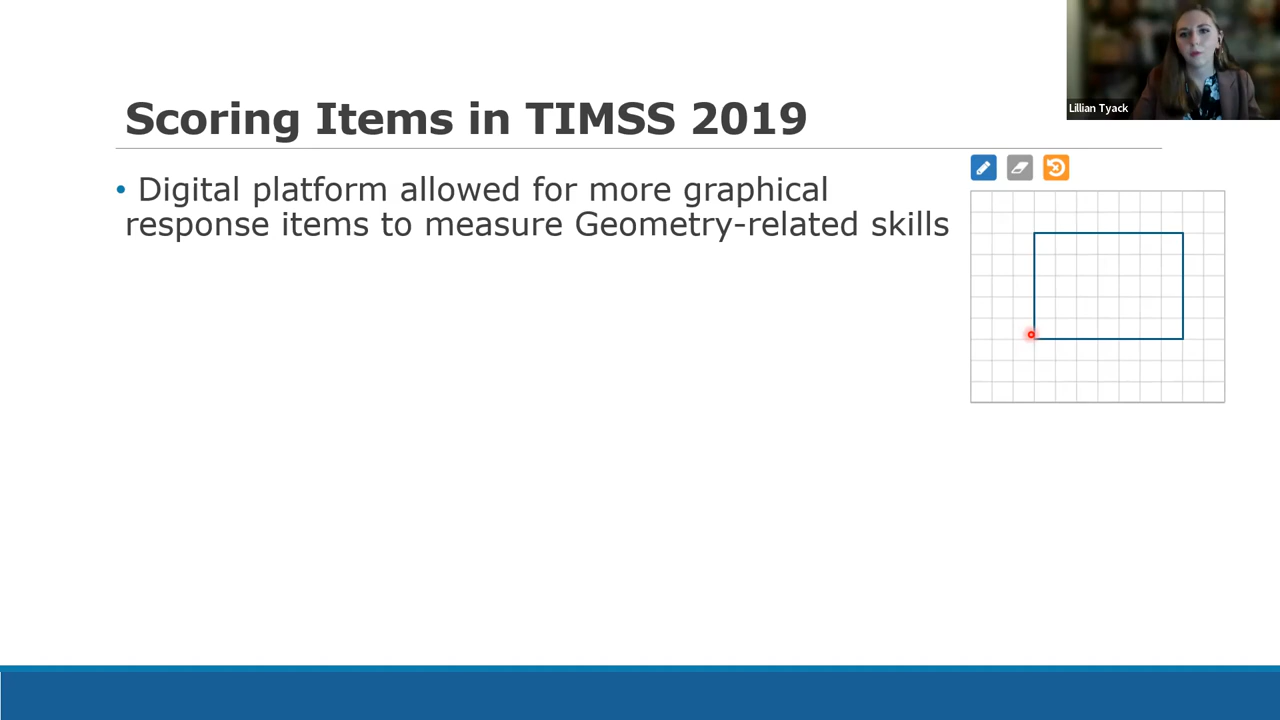 Lillian Tyack
Scoring Items in TIMSS 2019
• Digital platform allowed for more graphical
response items to measure Geometry-related skills